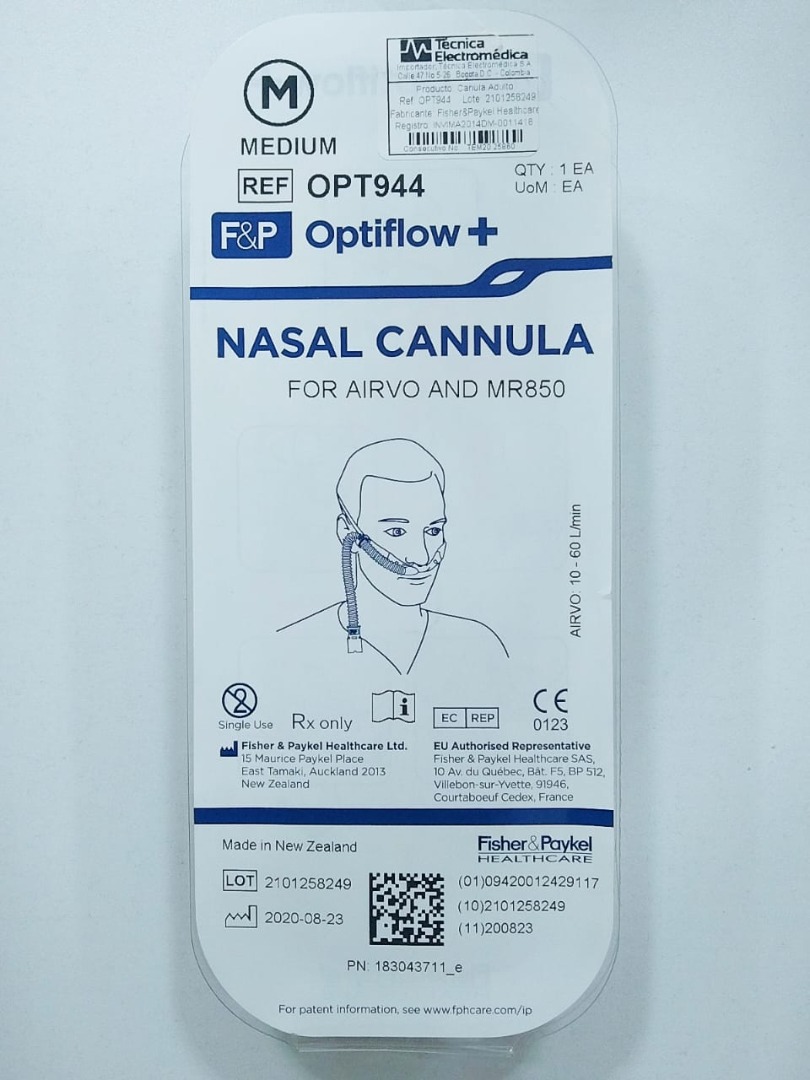 Técnica
Electromédica
Importador: Técnica Electromédica S.A
Calle 47 No 5-26 Bogota D.C. - Colombia
Producto: Canula Adulto
Ref: OPT944 Lote: 2101258249
Fabricante: Fisher&Paykel Healthcare
Registro: INVIMA2014DM-0011416
Consecutivo No.: TEM20.25860
M
MEDIUM
QTY : 1 EA
UoM : EA
REF OPT944
F&P Optiflow+
NASAL CANNULA
FOR AIRVO AND MR850
AIRVO: 10 - 60 L/min
2
Single Use
Rx only
i
EC REP
CE
0123
Fisher & Paykel Healthcare Ltd.
15 Maurice Paykel Place
East Tamaki, Auckland 2013
New Zealand
EU Authorised Representative
Fisher & Paykel Healthcare SAS,
10 Av. du Québec, Bât. F5, BP 512,
Villebon-sur-Yvette, 91946,
Courtaboeuf Cedex, France
Made in New Zealand
Fisher&Paykel
HEALTHCARE
LOT 2101258249
2020-08-23
(01)09420012429117
(10)2101258249
(11)200823
PN: 183043711_e
For patent information, see www.fphcare.com/ip